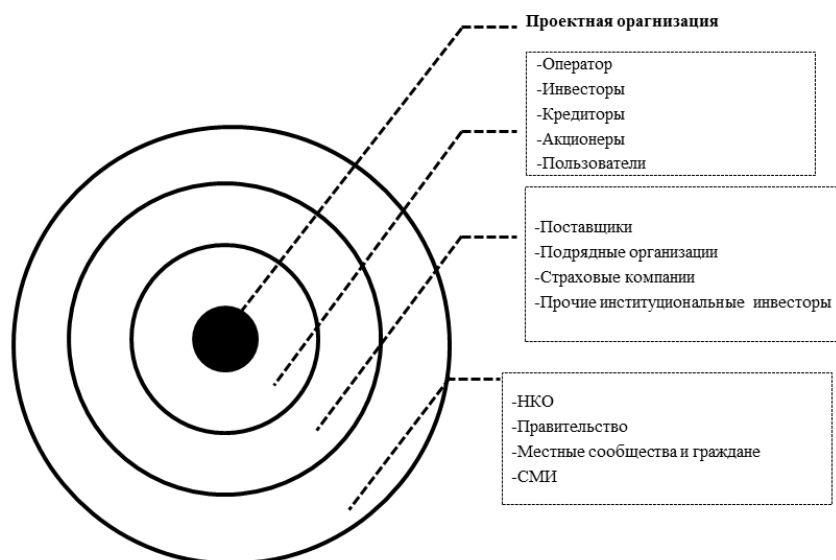 Проектная орагнизация
-Оператор
-Инвесторы
-Кредиторы
-Акционеры
-Пользователи
-Поставщики
-Подрядные организации
-Страховые компании
-Прочие институциональные инвесторы
-НКО
-Правительство
-Местные сообщества и граждане
-СМИ